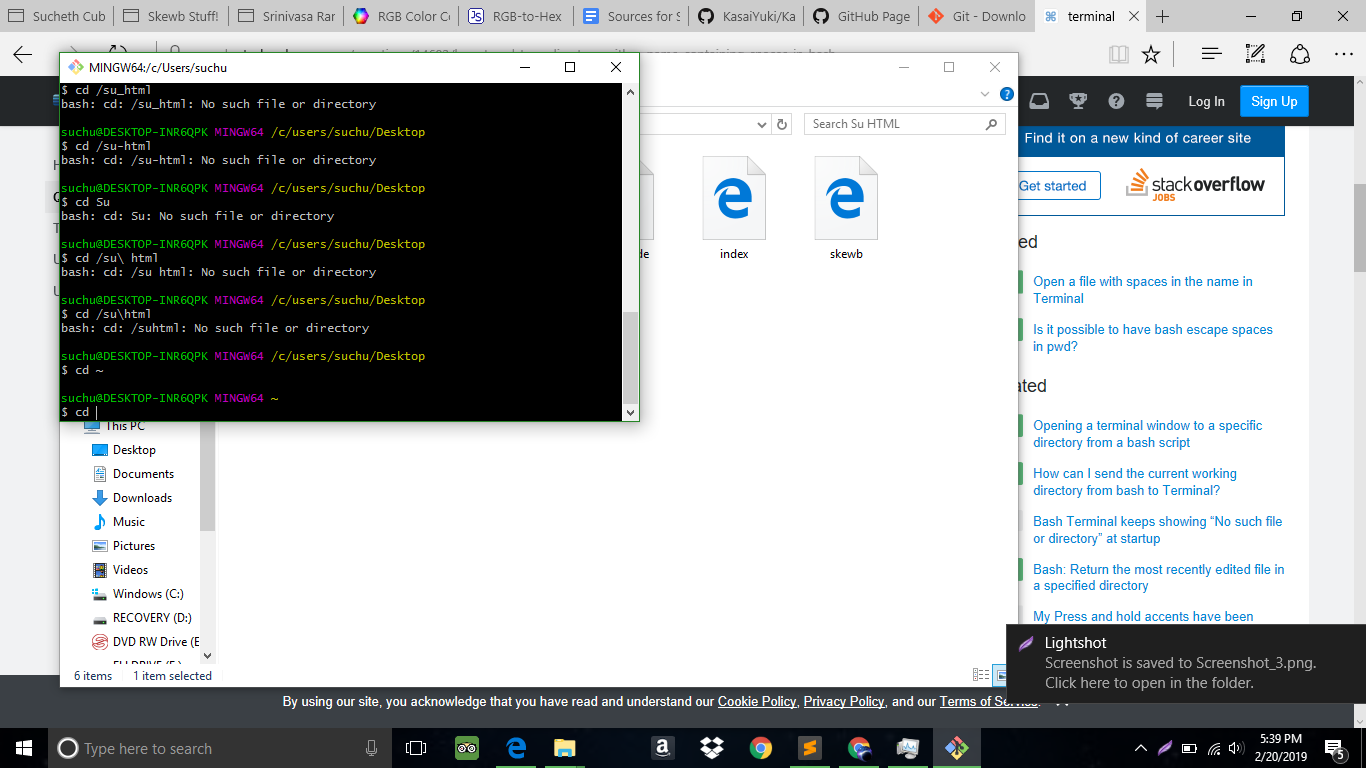 Sucheth Cub
Skewb Stuff!
Srinivasa Ran
RGB Color Co
RGB-to-Hex
Sources for S
KasaiYuki/Ka
GitHub Page
Git - Downlo
terminal
MINGW64:/c/Users/suchu
$ cd /su_html
bash: cd: /su_html: No such file or directory
suchu@DESKTOP-INR6QPK MINGW64 /c/users/suchu/Desktop
$ cd /su-html
bash: cd: /su-html: No such file or directory
suchu@DESKTOP-INR6QPK MINGW64 /c/users/suchu/Desktop
$ cd Su
bash: cd: Su: No such file or directory
suchu@DESKTOP-INR6QPK MINGW64 /c/users/suchu/Desktop
$ cd /su\ html
bash: cd: /su html: No such file or directory
suchu@DESKTOP-INR6QPK MINGW64 /c/users/suchu/Desktop
$ cd /su\html
bash: cd: /suhtml: No such file or directory
suchu@DESKTOP-INR6QPK MINGW64 /c/users/suchu/Desktop
$ cd ~
suchu@DESKTOP-INR6QPK MINGW64 ~
$ cd
Search Su HTML
de
index
skewb
This PC
Desktop
Documents
Downloads
Music
Pictures
Videos
Windows (C:)
RECOVERY (D:)
DVD RW Drive (E
6 items
1 item selected
Log In
Sign Up
Find it on a new kind of career site
Get started
stackoverflow
JOBS
ed
Open a file with spaces in the name in
Terminal
Is it possible to have bash escape spaces
in pwd?
ated
Opening a terminal window to a specific
directory from a bash script
How can I send the current working
directory from bash to Terminal?
Bash Terminal keeps showing “No such file
or directory” at startup
Bash: Return the most recently edited file in
a specified directory
My Press and hold accents have been
Lightshot
Screenshot is saved to Screenshot_3.png.
Click here to open in the folder.
By using our site, you acknowledge that you have read and understand our Cookie Policy, Privacy Policy, and our Terms of Service.
Type here to search
5:39 PM
2/20/2019
5